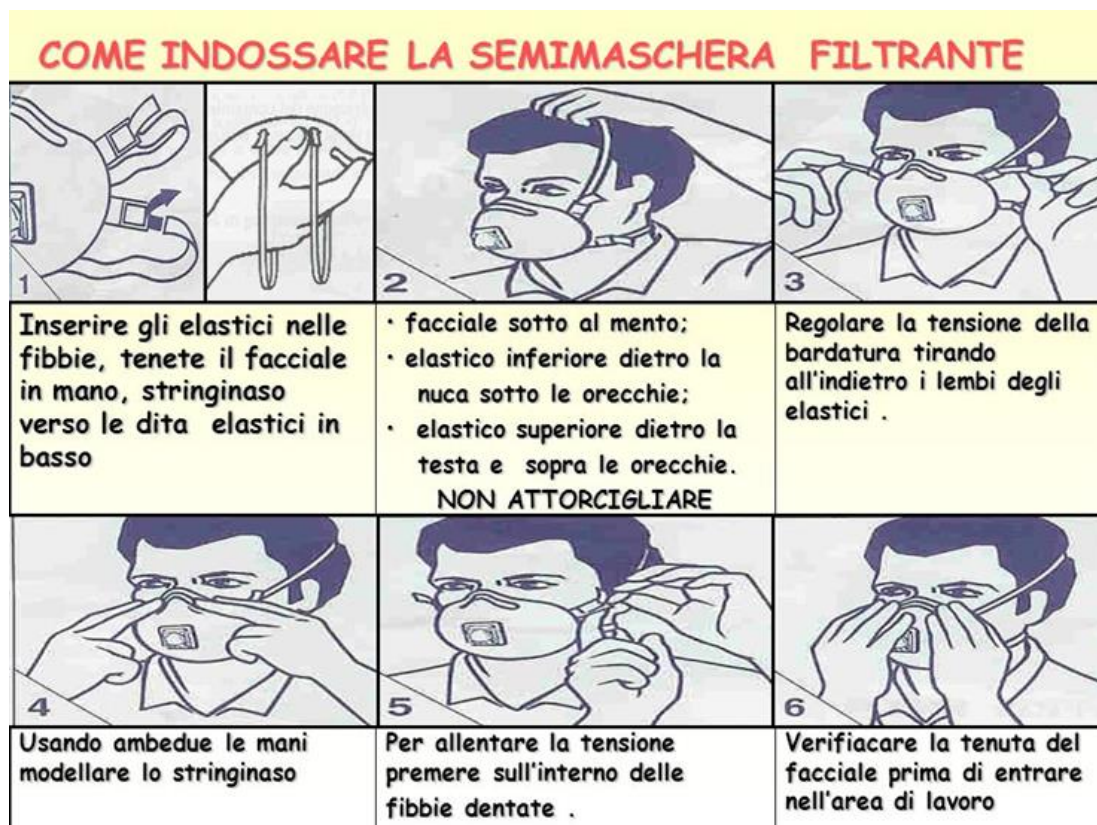 COME INDOSSARE LA SEMIMASCHERA FILTRANTE
1
2
3
Inserire gli elastici nelle
fibbie, tenete il facciale
in mano, stringinaso
verso le dita elastici in
basso
· facciale sotto al mento;
· elastico inferiore dietro la
nuca sotto le orecchie;
· elastico superiore dietro la
testa e sopra le orecchie.
NON ATTORCIGLIARE
Regolare la tensione della
bardatura tirando
all'indietro i lembi degli
elastici .
4
5
6
Usando ambedue le mani
modellare lo stringinaso
Per allentare la tensione
premere sull'interno delle
fibbie dentate .
Verifiacare la tenuta del
facciale prima di entrare
nell'area di lavoro